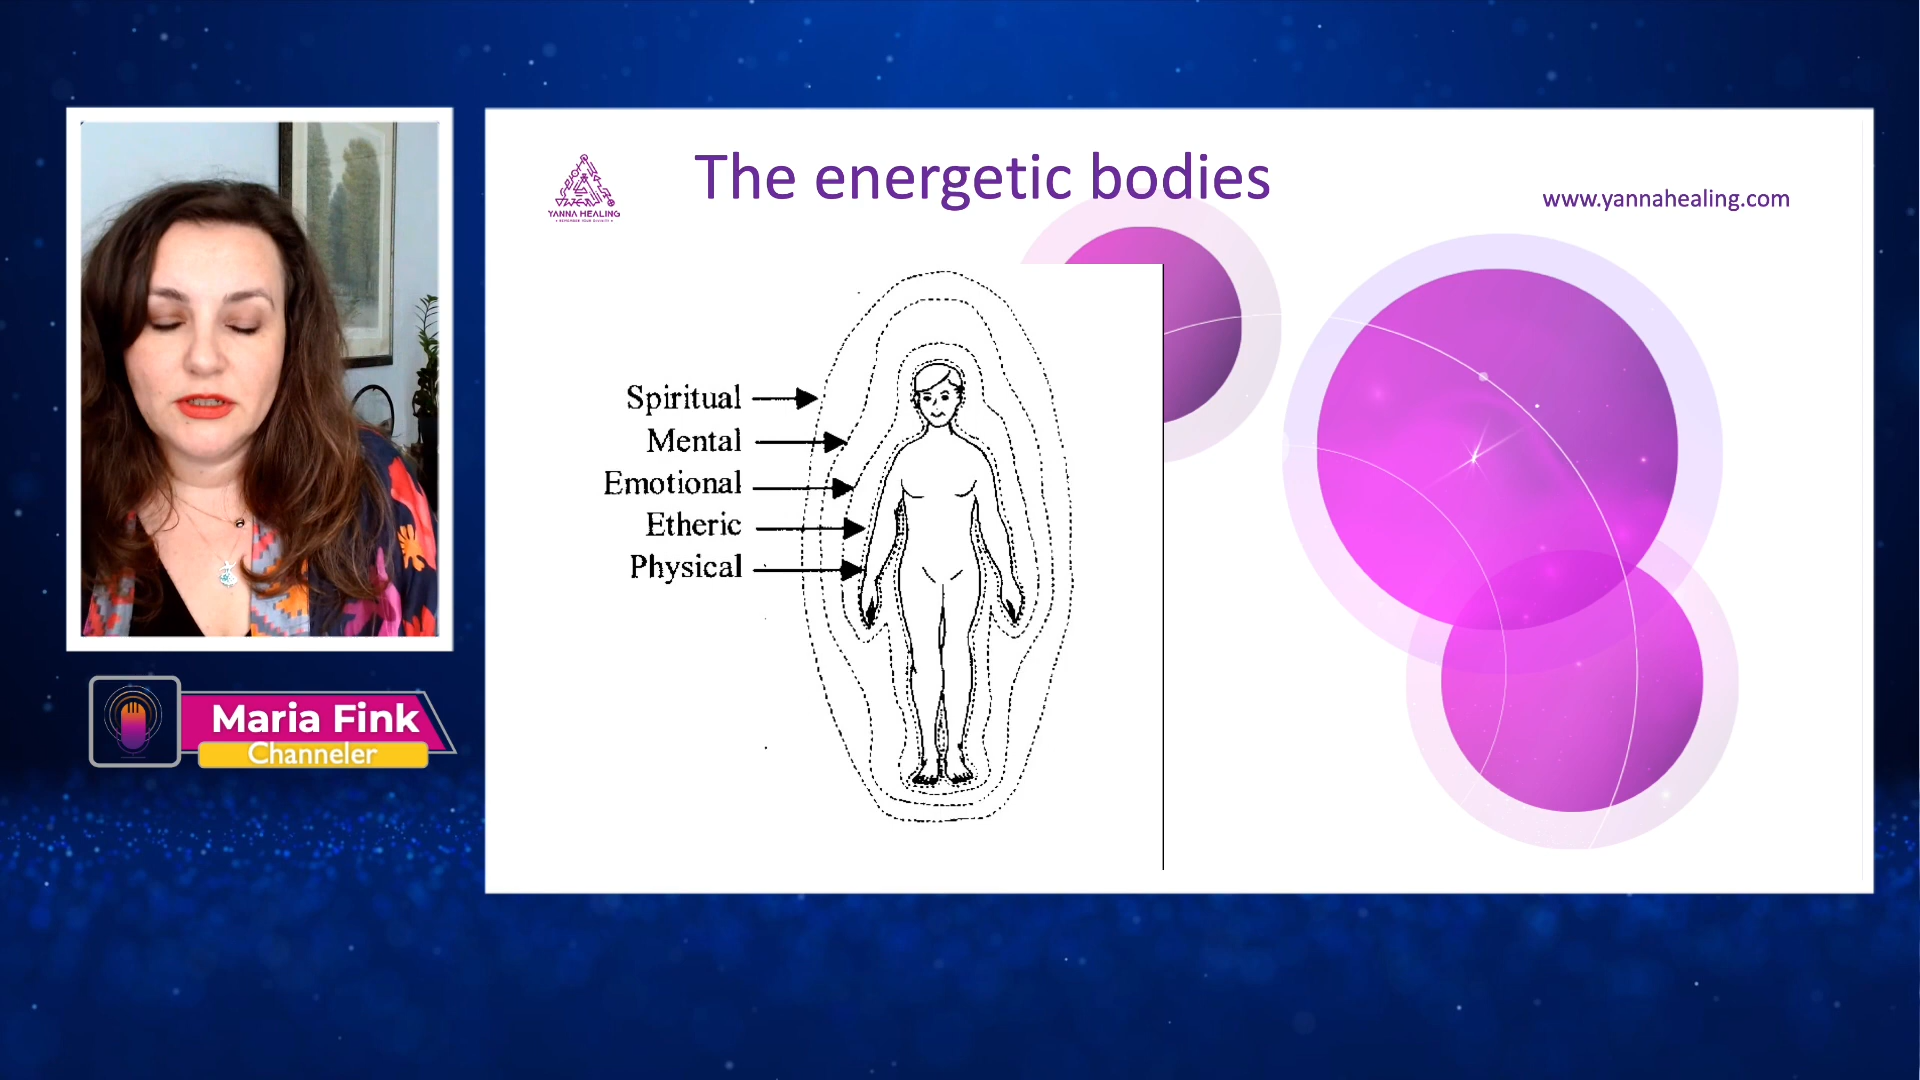 The energetic bodies
YANNA HEALING
www.yannahealing.com
Spiritual
Mental
Emotional
Etheric
Physical
Maria Fink
Channeler